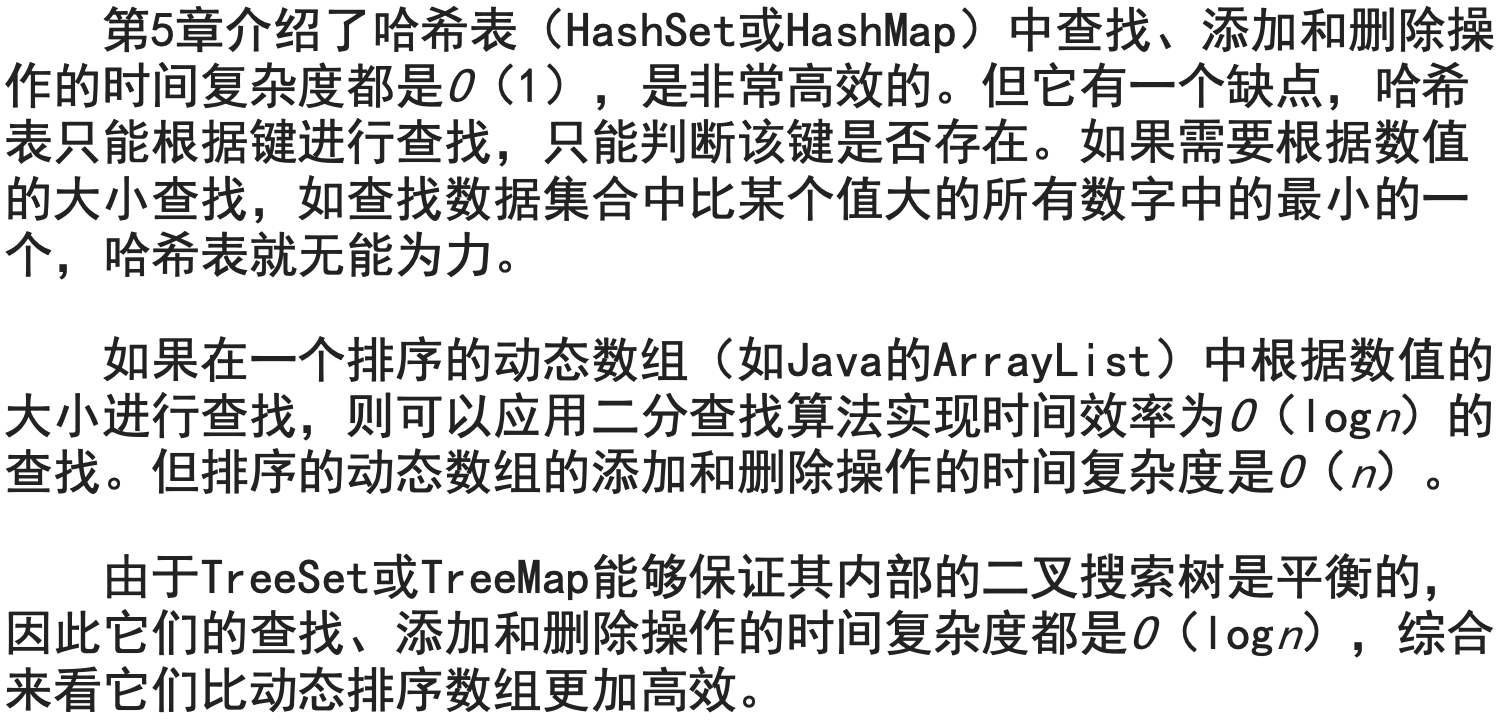 第5章介绍了哈希表（HashSet或HashMap）中查找、添加和删除操
作的时间复杂度都是O（1），是非常高效的。但它有一个缺点，哈希
表只能根据键进行查找，只能判断该键是否存在。如果需要根据数值
的大小查找，如查找数据集合中比某个值大的所有数字中的最小的一
个，哈希表就无能为力。
如果在一个排序的动态数组（如Java的ArrayList）中根据数值的
大小进行查找，则可以应用二分查找算法实现时间效率为O（logn）的
查找。但排序的动态数组的添加和删除操作的时间复杂度是O（n）。
由于TreeSet或TreeMap能够保证其内部的二叉搜索树是平衡的，
因此它们的查找、添加和删除操作的时间复杂度都是O（logn），综合
来看它们比动态排序数组更加高效。